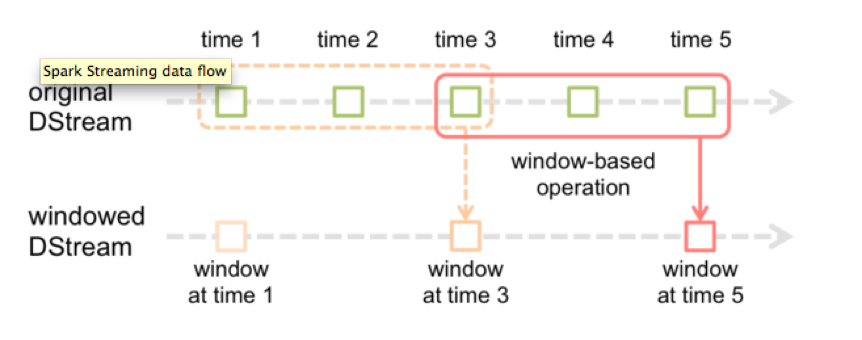 time 1 time 2 time 3 time 4 time 5
Spark Streaming data flow
original
DStream
window-based
operation
windowed
DStream
window
at time 1
window
at time 3
window
at time 5